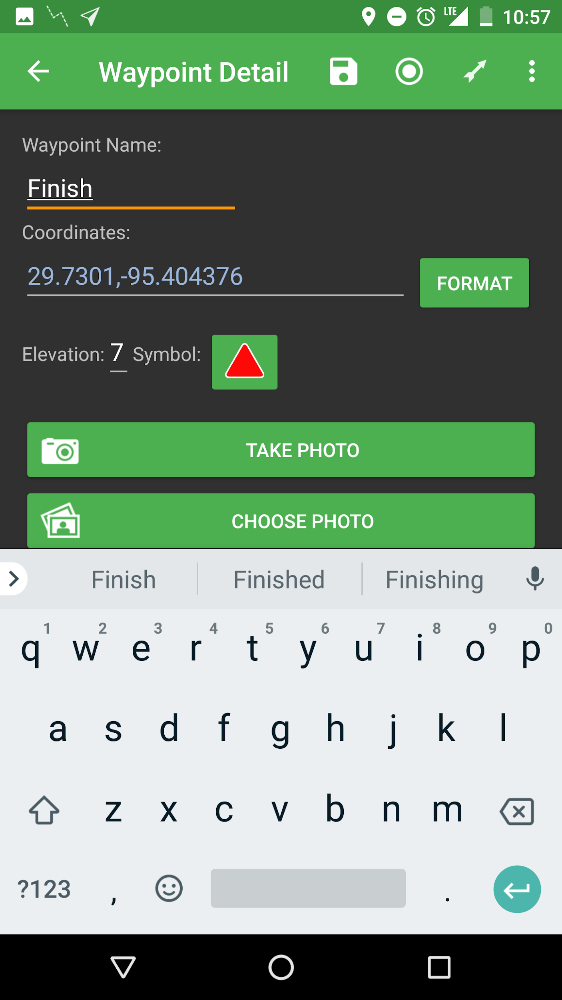 LTE 10:57
Waypoint Detail
Waypoint Name:
Finish
Coordinates:
29.7301,-95.404376
FORMAT
Elevation: 7 Symbol:
TAKE PHOTO
CHOOSE PHOTO
Finish Finished Finishing
1 2 3 4 5 6 7 8 9 0
q w e r t y u i o p
a s d f g h j k l
z x c v b n m
?123 , .